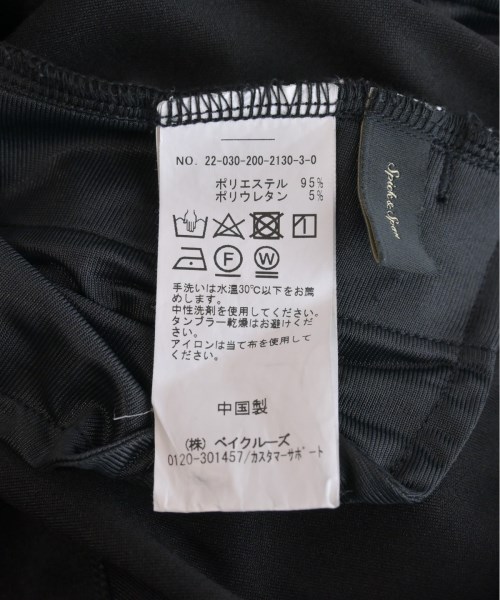 NO. 22-030-200-2130-3-0
ポリエステル 95%
ポリウレタン 5%
F W
手洗いは水温30℃以下をお薦
めします。
中性洗剤を使用してください。
タンブラー乾燥はお避けくだ
さい。
アイロンは当て布を使用して
ください。
中国製
(株) ベイクルーズ
0120-301457/カスタマーサポート
Spick & Span